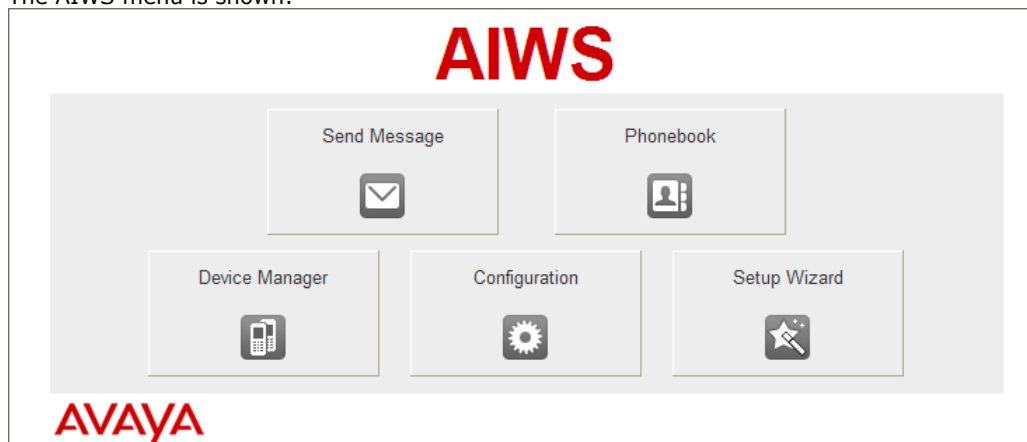 The AIWS menu is shown.
AIWS
Send Message
Phonebook
Device Manager
Configuration
Setup Wizard
AVAYA